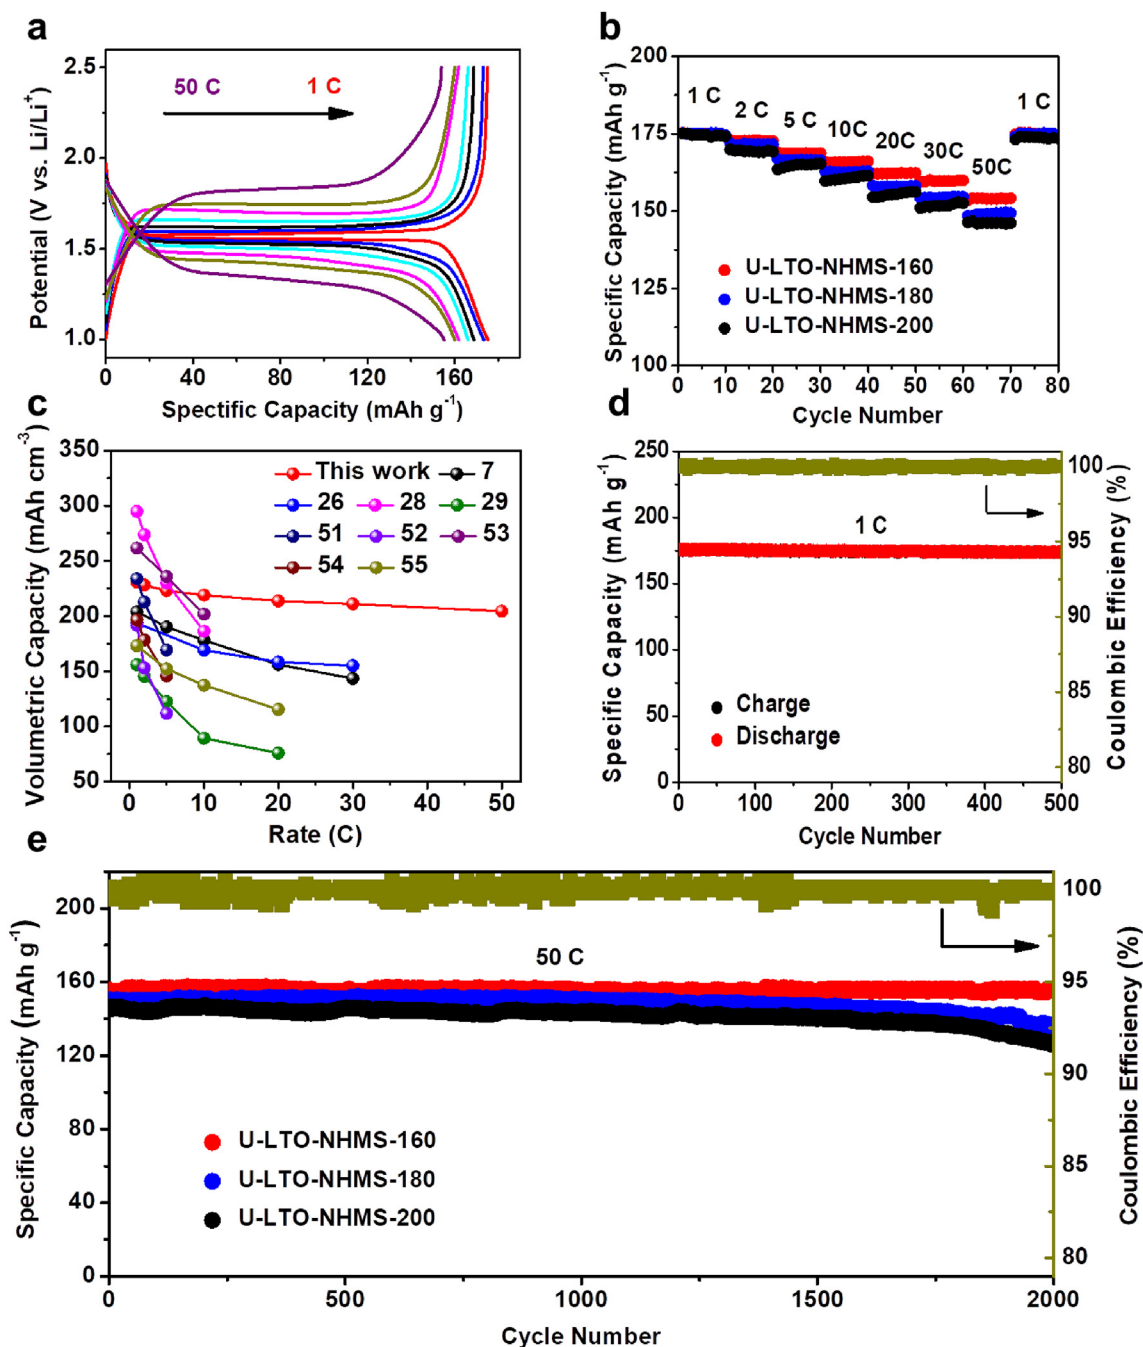 a
2.5
2.0
1.5
1.0
Potential (V vs. Li/Li+)
50 C
1 C
0
40
80
120
160
Spectific Capacity (mAh g-1)
b
200
175
150
125
100
Specific Capacity (mAh g-1)
1 C
2 C
5 C
10C
20C
30C
50C
1 C
U-LTO-NHMS-160
U-LTO-NHMS-180
U-LTO-NHMS-200
0 10 20 30 40 50 60 70 80
Cycle Number
c
350
300
250
200
150
100
50
Volumetric Capacity (mAh cm-3)
This work
7
26
28
29
51
52
53
54
55
0
10
20
30
40
50
Rate (C)
d
250
225
200
175
150
125
100
75
50
25
0
Specific Capacity (mAh g-1)
1 C
Charge
Discharge
100
95
90
85
80
Coulombic Efficiency (%)
0 100 200 300 400 500
Cycle Number
e
200
160
120
80
40
0
Specific Capacity (mAh g-1)
50 C
U-LTO-NHMS-160
U-LTO-NHMS-180
U-LTO-NHMS-200
100
95
90
85
80
Coulombic Efficiency (%)
0 500 1000 1500 2000
Cycle Number